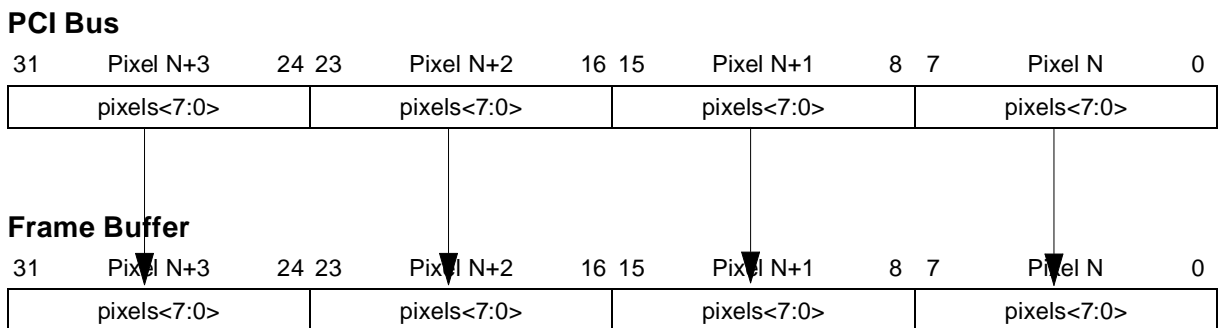 PCI Bus
31 Pixel N+3 24 23 Pixel N+2 16 15 Pixel N+1 8 7 Pixel N 0
pixels<7:0> pixels<7:0> pixels<7:0> pixels<7:0>
Frame Buffer
31 Pixel N+3 24 23 Pixel N+2 16 15 Pixel N+1 8 7 Pixel N 0
pixels<7:0> pixels<7:0> pixels<7:0> pixels<7:0>